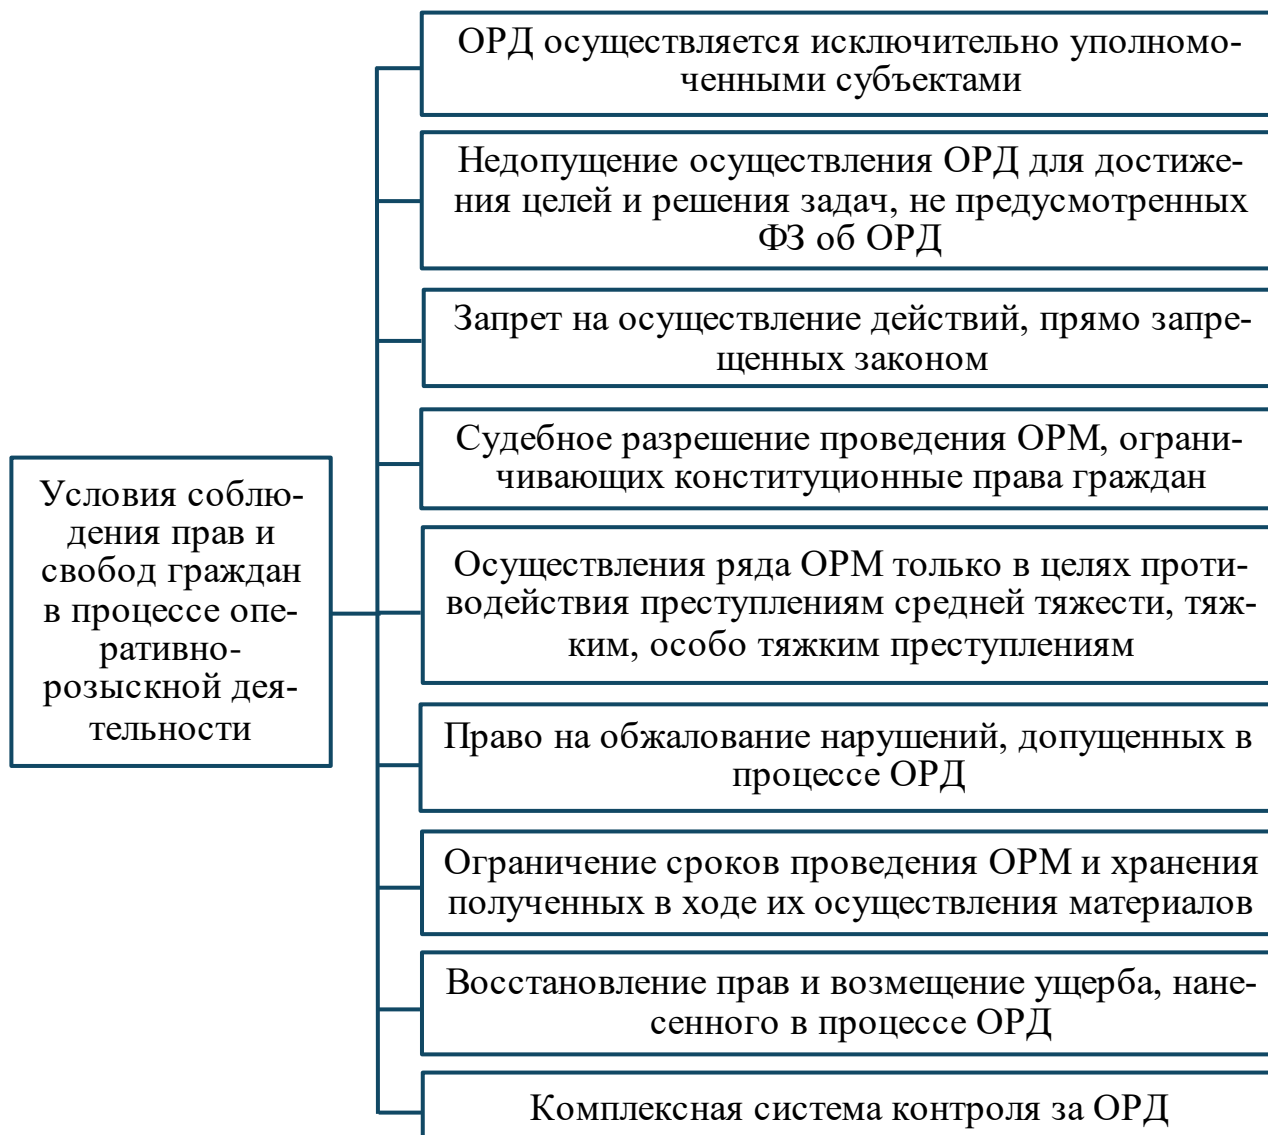 ОРД осуществляется исключительно уполномо-
ченными субъектами
Недопущение осуществления ОРД для достиже-
ния целей и решения задач, не предусмотренных
ФЗ об ОРД
Запрет на осуществление действий, прямо запре-
щенных законом
Судебное разрешение проведения ОРМ, ограни-
чивающих конституционные права граждан
Условия соблю-
дения прав и
свобод граждан
в процессе опе-
ративно-
розыскной дея-
тельности
Осуществления ряда ОРМ только в целях проти-
водействия преступлениям средней тяжести, тяж-
ким, особо тяжким преступлениям
Право на обжалование нарушений, допущенных в
процессе ОРД
Ограничение сроков проведения ОРМ и хранения
полученных в ходе их осуществления материалов
Восстановление прав и возмещение ущерба, нане-
сенного в процессе ОРД
Комплексная система контроля за ОРД